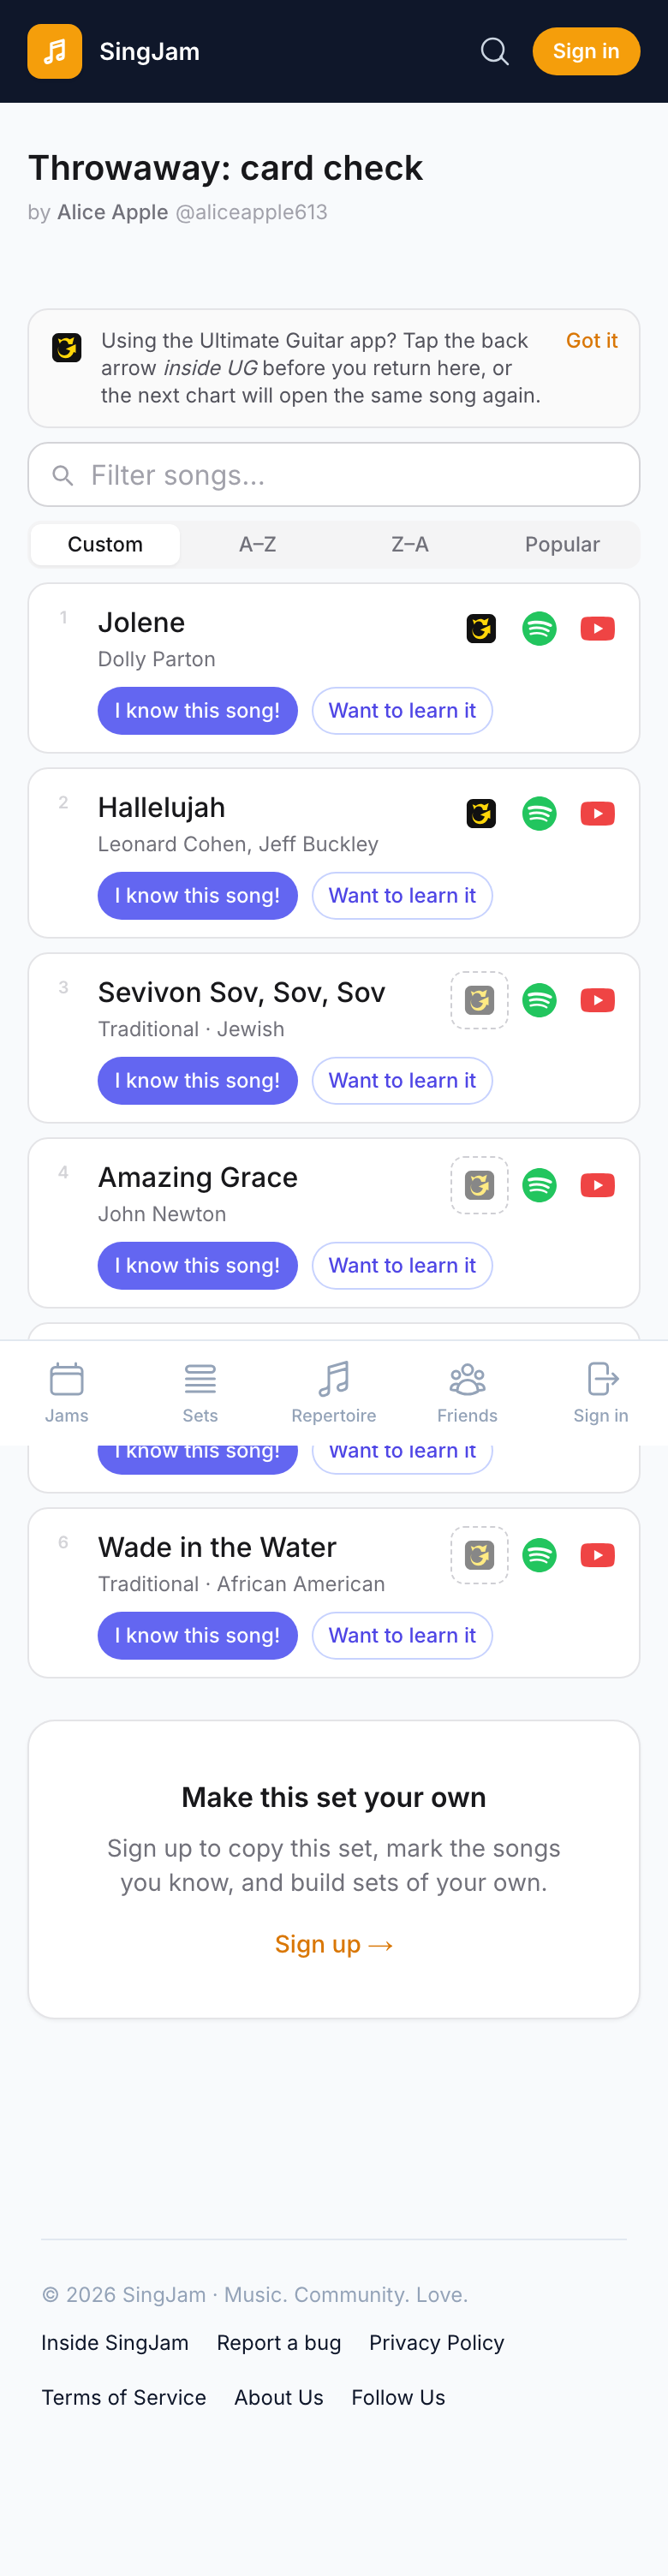 SingJam
Sign in
Throwaway: card check
by Alice Apple @aliceapple613
Using the Ultimate Guitar app? Tap the back
arrow inside UG before you return here, or
the next chart will open the same song again.
Got it
Filter songs...
Custom
A–Z
Z–A
Popular
1
Jolene
Dolly Parton
I know this song!
Want to learn it
2
Hallelujah
Leonard Cohen, Jeff Buckley
I know this song!
Want to learn it
3
Sevivon Sov, Sov, Sov
Traditional · Jewish
I know this song!
Want to learn it
4
Amazing Grace
John Newton
I know this song!
Want to learn it
Jams
Sets
Repertoire
Friends
Sign in
I know this song!
Want to learn it
6
Wade in the Water
Traditional · African American
I know this song!
Want to learn it
Make this set your own
Sign up to copy this set, mark the songs
you know, and build sets of your own.
Sign up →
© 2026 SingJam · Music. Community. Love.
Inside SingJam
Report a bug
Privacy Policy
Terms of Service
About Us
Follow Us